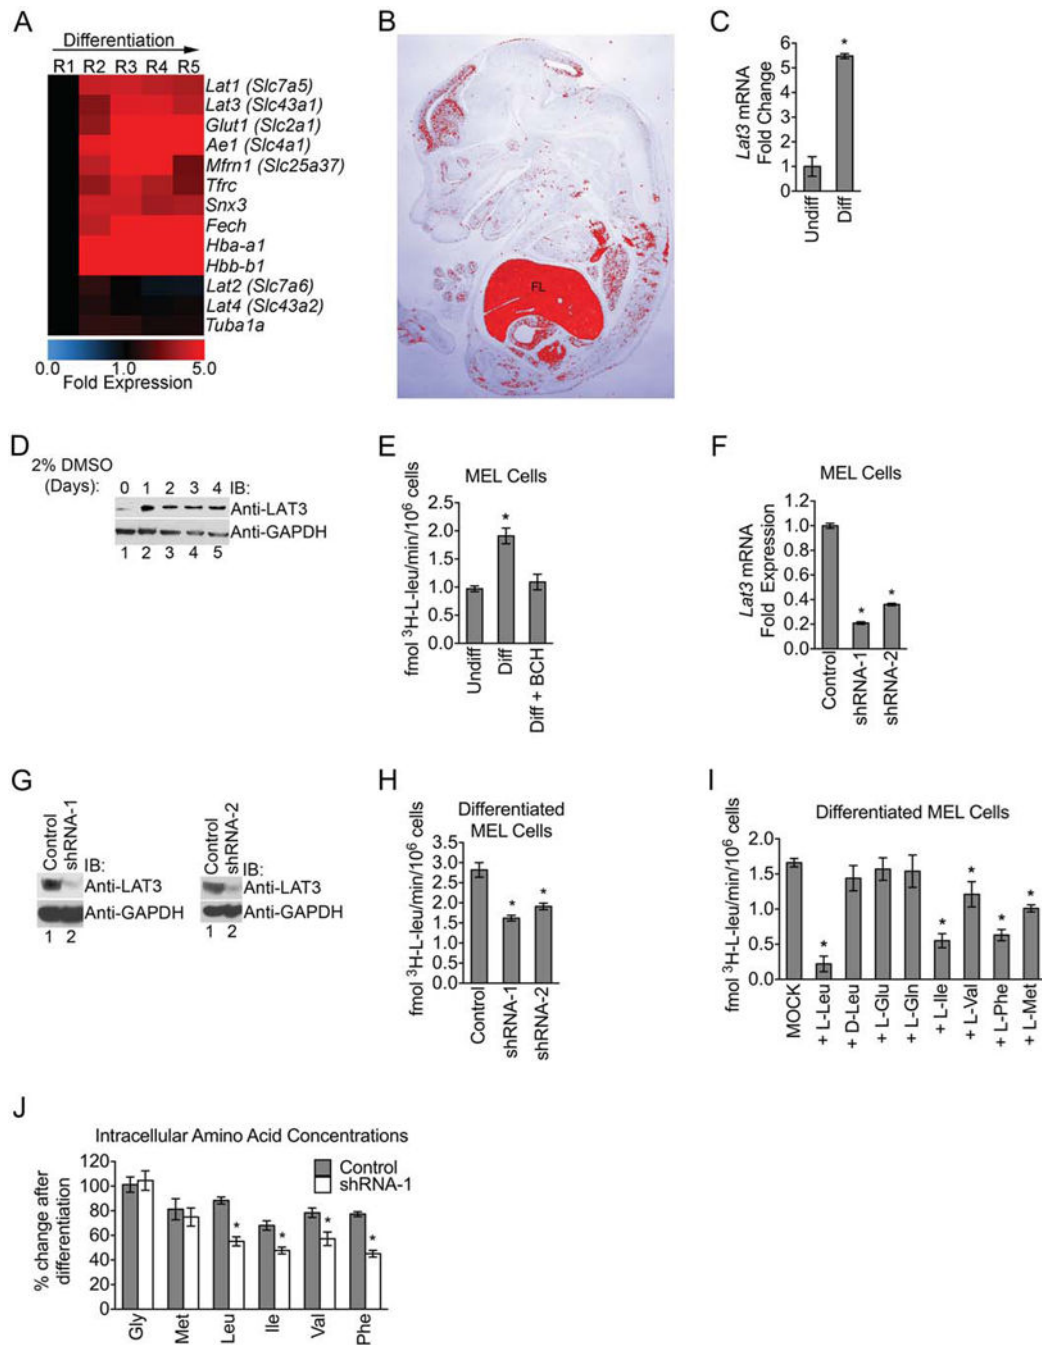 A
Differentiation
R1 R2 R3 R4 R5
Lat1 (Slc7a5)
Lat3 (Slc43a1)
Glut1 (Slc2a1)
Ae1 (Slc4a1)
Mfrn1 (Slc25a37)
Tfrc
Snx3
Fech
Hba-a1
Hbb-b1
Lat2 (Slc7a6)
Lat4 (Slc43a2)
Tuba1a
0.0 1.0 5.0
Fold Expression
B
FL
C
Lat3 mRNA
Fold Change
6
5
4
3
2
1
0
*
Undiff
Diff
D
2% DMSO
(Days): 0 1 2 3 4 IB:
Anti-LAT3
Anti-GAPDH
1 2 3 4 5
E
MEL Cells
fmol ³H-L-leu/min/10⁶ cells
2.5
2.0
1.5
1.0
0.5
0.0
*
Undiff
Diff
Diff + BCH
F
MEL Cells
Lat3 mRNA
Fold Expression
1.2
1.0
0.8
0.6
0.4
0.2
0.0
* *
Control
shRNA-1
shRNA-2
G
Control
shRNA-1
IB:
Anti-LAT3
Anti-GAPDH
1 2
Control
shRNA-2
IB:
Anti-LAT3
Anti-GAPDH
1 2
H
Differentiated
MEL Cells
fmol ³H-L-leu/min/10⁶ cells
3.5
3.0
2.5
2.0
1.5
1.0
0.5
0.0
* *
Control
shRNA-1
shRNA-2
I
Differentiated MEL Cells
fmol ³H-L-leu/min/10⁶ cells
2.0
1.5
1.0
0.5
0.0
* * * * *
MOCK
+ L-Leu
+ D-Leu
+ L-Glu
+ L-Gln
+ L-Ile
+ L-Val
+ L-Phe
+ L-Met
J
Intracellular Amino Acid Concentrations
% change after
differentiation
120
100
80
60
40
20
0
Control
shRNA-1
* * * *
Gly
Met
Leu
Ile
Val
Phe